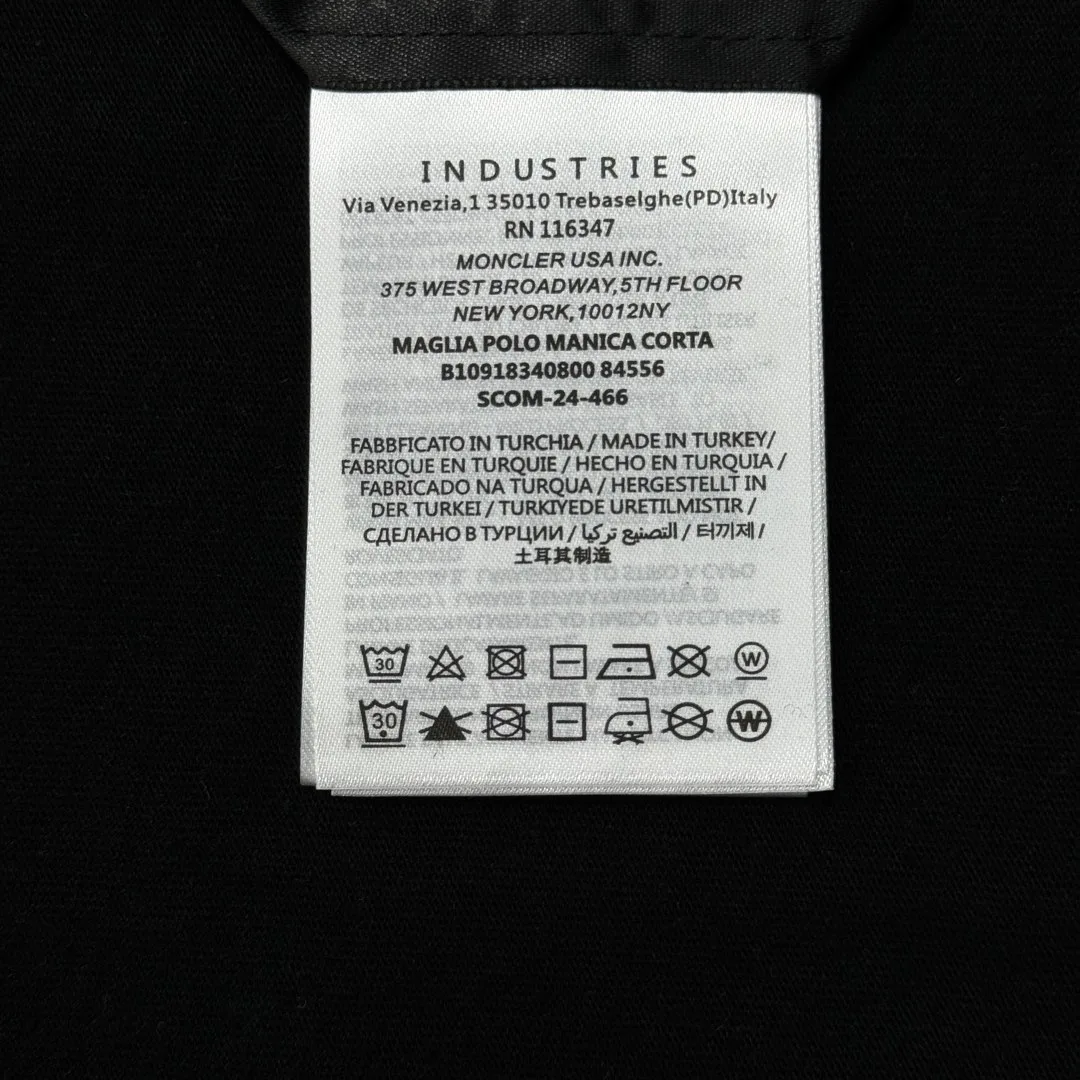 INDUSTRIES
Via Venezia,1 35010 Trebaselghe(PD)Italy
RN 116347
MONCLER USA INC.
375 WEST BROADWAY,5TH FLOOR
NEW YORK,10012NY
MAGLIA POLO MANICA CORTA
B10918340800 84556
SCOM-24-466
FABBFICATO IN TURCHIA / MADE IN TURKEY/
FABRIQUE EN TURQUIE / HECHO EN TURQUIA /
FABRICADO NA TURQUA / HERGESTELLT IN
DER TURKEI / TURKIYEDE URETILMISTIR /
СДЕЛАНО В ТУРЦИИ / التصنيع تركيا / 터끼제 /
土耳其制造
30 W
30 W